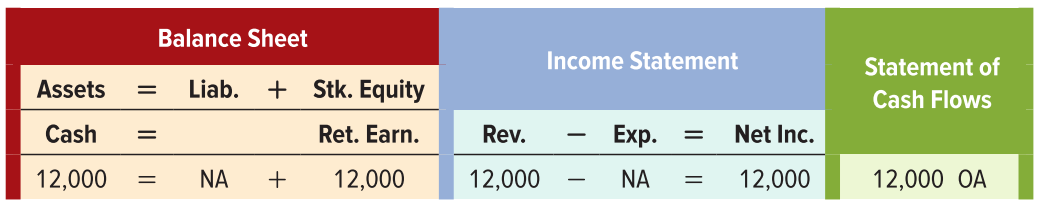 Balance Sheet
Income Statement
Statement of
Cash Flows
Assets = Liab. + Stk. Equity
Cash = Ret. Earn. Rev. − Exp. = Net Inc.
12,000 = NA + 12,000 12,000 − NA = 12,000 12,000 OA